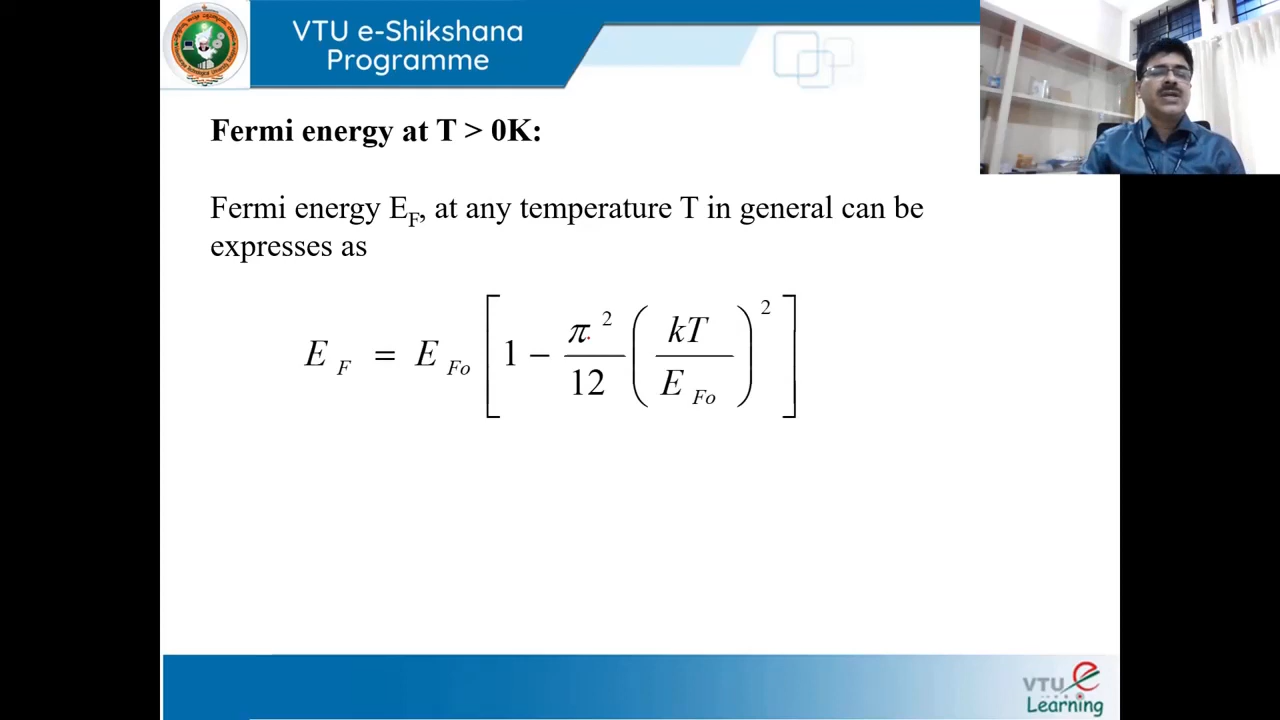 VTU e-Shikshana
Programme
Fermi energy at T > 0K:
Fermi energy E_F, at any temperature T in general can be
expresses as
E_F = E_Fo [ 1 − π²/12 ( kT / E_Fo )² ]
VTU e
Learning